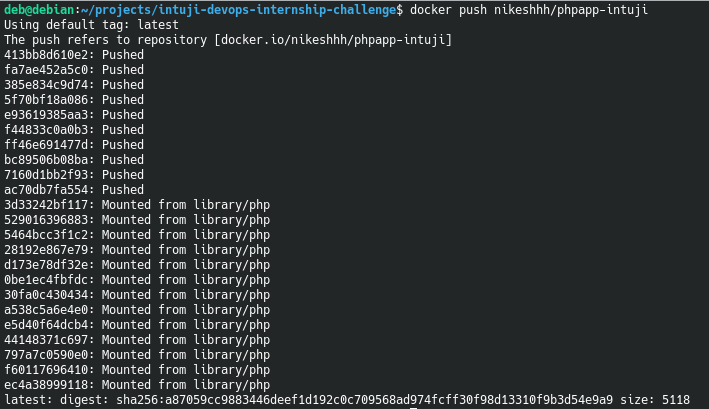 deb@debian:~/projects/intuji-devops-internship-challenge$ docker push nikeshhh/phpapp-intuji
Using default tag: latest
The push refers to repository [docker.io/nikeshhh/phpapp-intuji]
413bb8d610e2: Pushed
fa7ae452a5c0: Pushed
385e834c9d74: Pushed
5f70bf18a086: Pushed
e93619385aa3: Pushed
f44833c0a0b3: Pushed
ff46e691477d: Pushed
bc89506b08ba: Pushed
7160d1bb2f93: Pushed
ac70db7fa554: Pushed
3d33242bf117: Mounted from library/php
529016396883: Mounted from library/php
5464bcc3f1c2: Mounted from library/php
28192e867e79: Mounted from library/php
d173e78df32e: Mounted from library/php
0be1ec4fbfdc: Mounted from library/php
30fa0c430434: Mounted from library/php
a538c5a6e4e0: Mounted from library/php
e5d40f64dcb4: Mounted from library/php
44148371c697: Mounted from library/php
797a7c0590e0: Mounted from library/php
f60117696410: Mounted from library/php
ec4a38999118: Mounted from library/php
latest: digest: sha256:a87059cc9883446deef1d192c0c709568ad974fcff30f98d13310f9b3d54e9a9 size: 5118